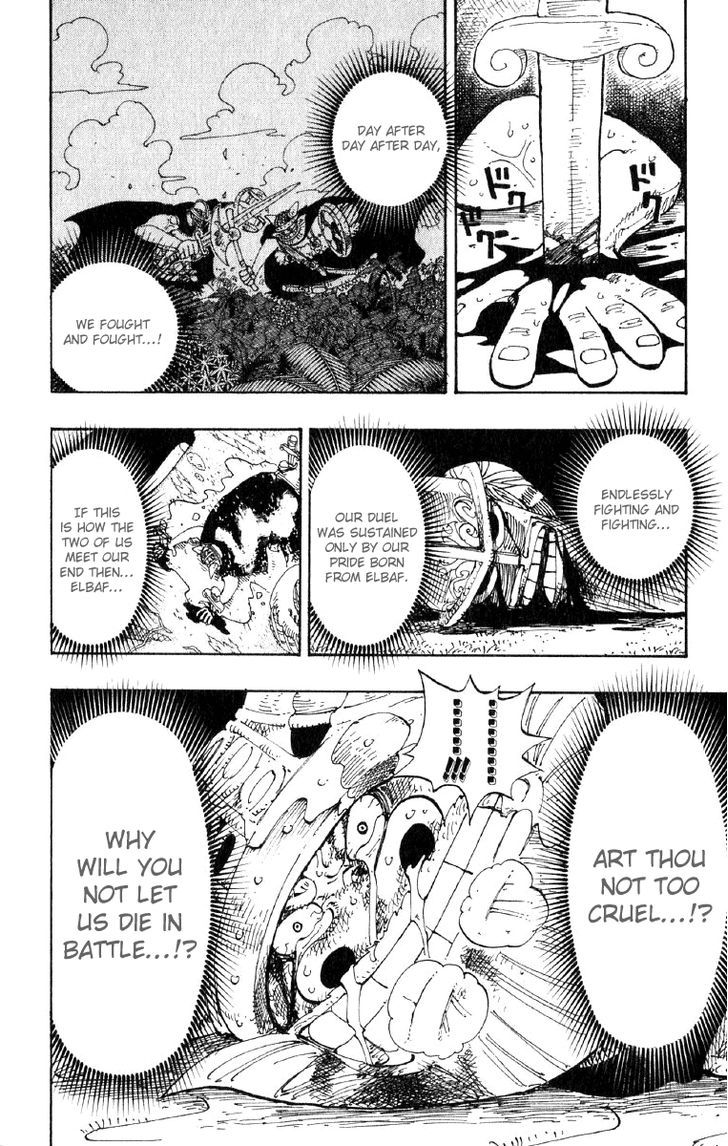 ドクドク
ドクドク
DAY AFTER
DAY AFTER DAY,
WE FOUGHT
AND FOUGHT...!
ENDLESSLY
FIGHTING AND
FIGHTING...
OUR DUEL
WAS SUSTAINED
ONLY BY OUR
PRIDE BORN
FROM ELBAF.
IF THIS
IS HOW THE
TWO OF US
MEET OUR
END THEN...
ELBAF...
..............!!!
ART THOU
NOT TOO
CRUEL...!?
WHY
WILL YOU
NOT LET
US DIE IN
BATTLE...!?